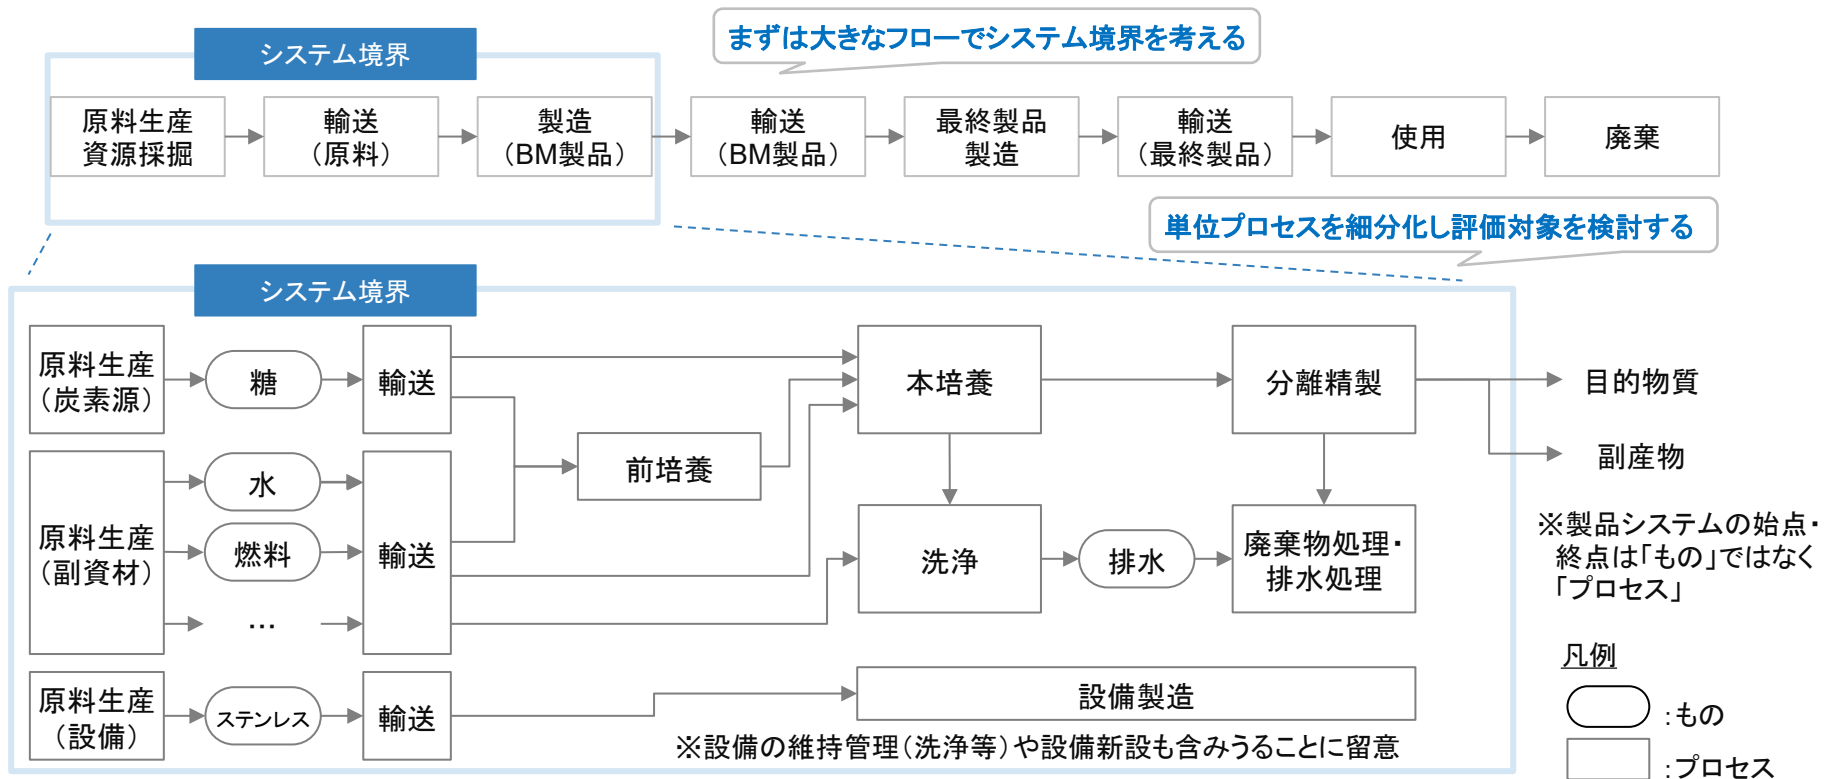 まずは大きなフローでシステム境界を考える
システム境界
原料生産
資源採掘
輸送
（原料）
製造
（BM製品）
輸送
（BM製品）
最終製品
製造
輸送
（最終製品）
使用
廃棄
単位プロセスを細分化し評価対象を検討する
システム境界
原料生産
（炭素源）
糖
輸送
本培養
分離精製
目的物質
副産物
前培養
原料生産
（副資材）
水
燃料
…
輸送
洗浄
排水
廃棄物処理・
排水処理
※製品システムの始点・
終点は「もの」ではなく
「プロセス」
原料生産
（設備）
ステンレス
輸送
設備製造
※設備の維持管理（洗浄等）や設備新設も含みうることに留意
凡例
：もの
：プロセス